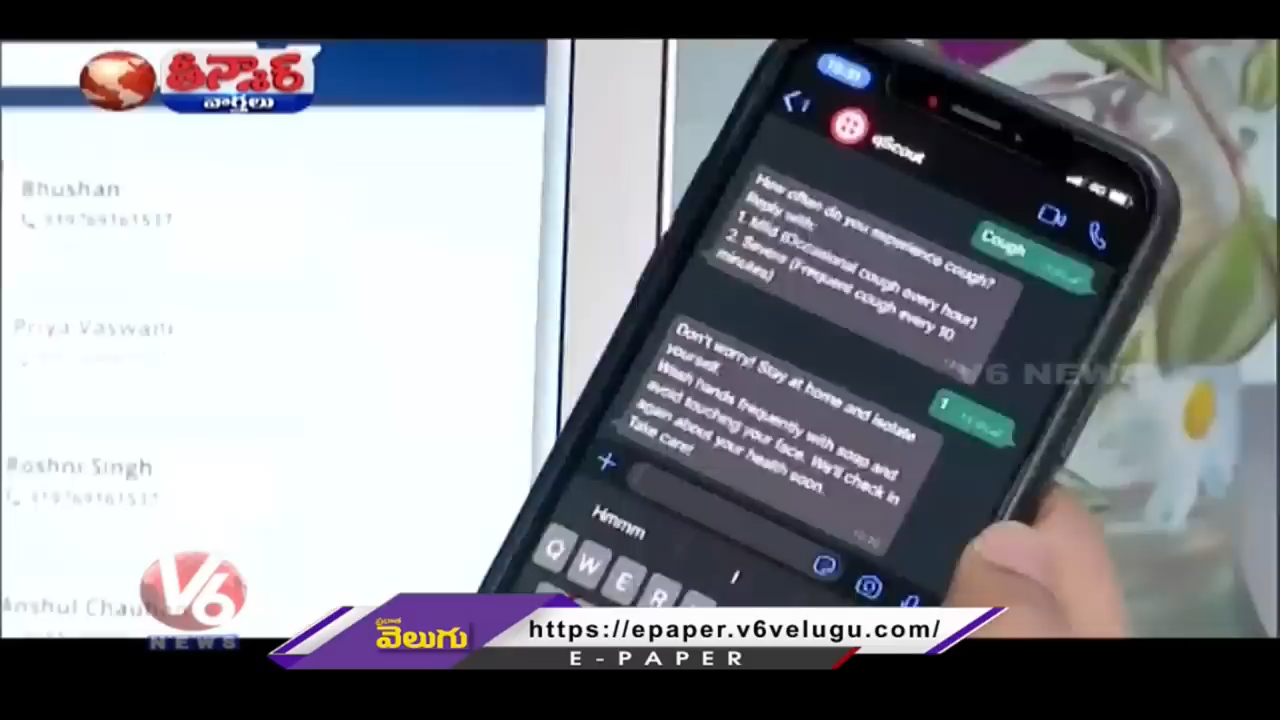 తీన్మార్
వార్తలు
Bhushan
Priya Vaswani
Roshni Singh
Anshul
qScout
Cough
How often do you experience cough?
Reply with:
1. Mild (Occasional cough every hour)
2. Severe (Frequent cough every 10
minutes)
1
Don't worry! Stay at home and isolate
yourself.
Wash hands frequently with soap and
avoid touching your face. We'll check in
again about your health soon.
Take care!
Hmmm
I
Q W E R
V6 NEWS
V6
NEWS
వెలుగు
https://epaper.v6velugu.com/
E-PAPER